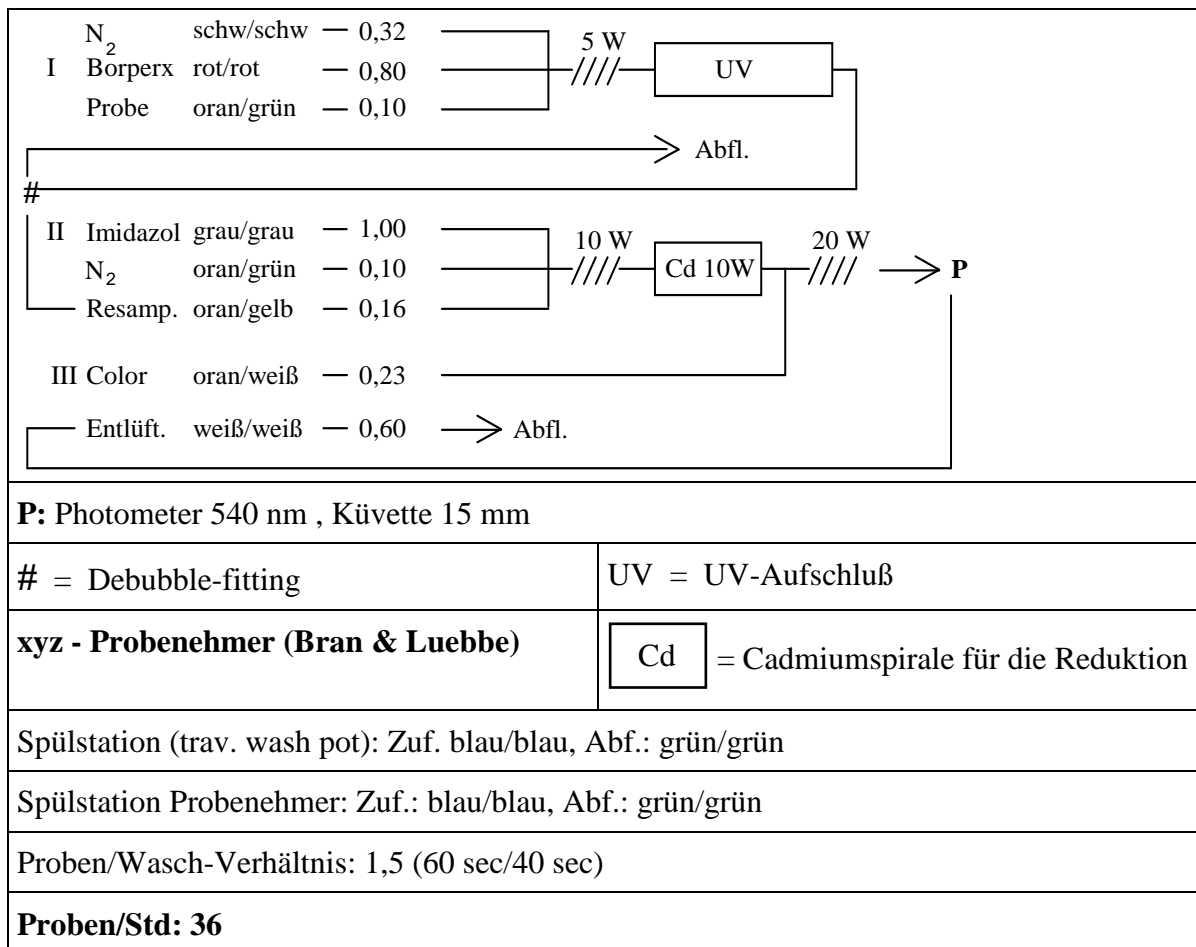 N2 schw/schw — 0,32
5 W
I Borperx rot/rot — 0,80
UV
Probe oran/grün — 0,10
Abfl.
#
II Imidazol grau/grau — 1,00
10 W 20 W
N2 oran/grün — 0,10
Cd 10W
P
Resamp. oran/gelb — 0,16
III Color oran/weiß — 0,23
Entlüft. weiß/weiß — 0,60 Abfl.
P: Photometer 540 nm , Küvette 15 mm
# = Debubble-fitting
UV = UV-Aufschluß
xyz - Probenehmer (Bran & Luebbe)
Cd = Cadmiumspirale für die Reduktion
Spülstation (trav. wash pot): Zuf. blau/blau, Abf.: grün/grün
Spülstation Probenehmer: Zuf.: blau/blau, Abf.: grün/grün
Proben/Wasch-Verhältnis: 1,5 (60 sec/40 sec)
Proben/Std: 36